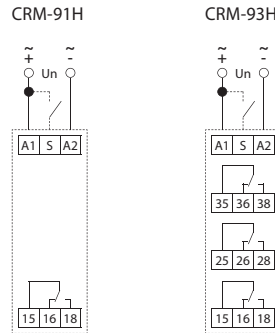 CRM-91H
CRM-93H
~ ~
+ Un -
~ ~
+ Un -
A1 S A2
A1 S A2
35 36 38
25 26 28
15 16 18
15 16 18